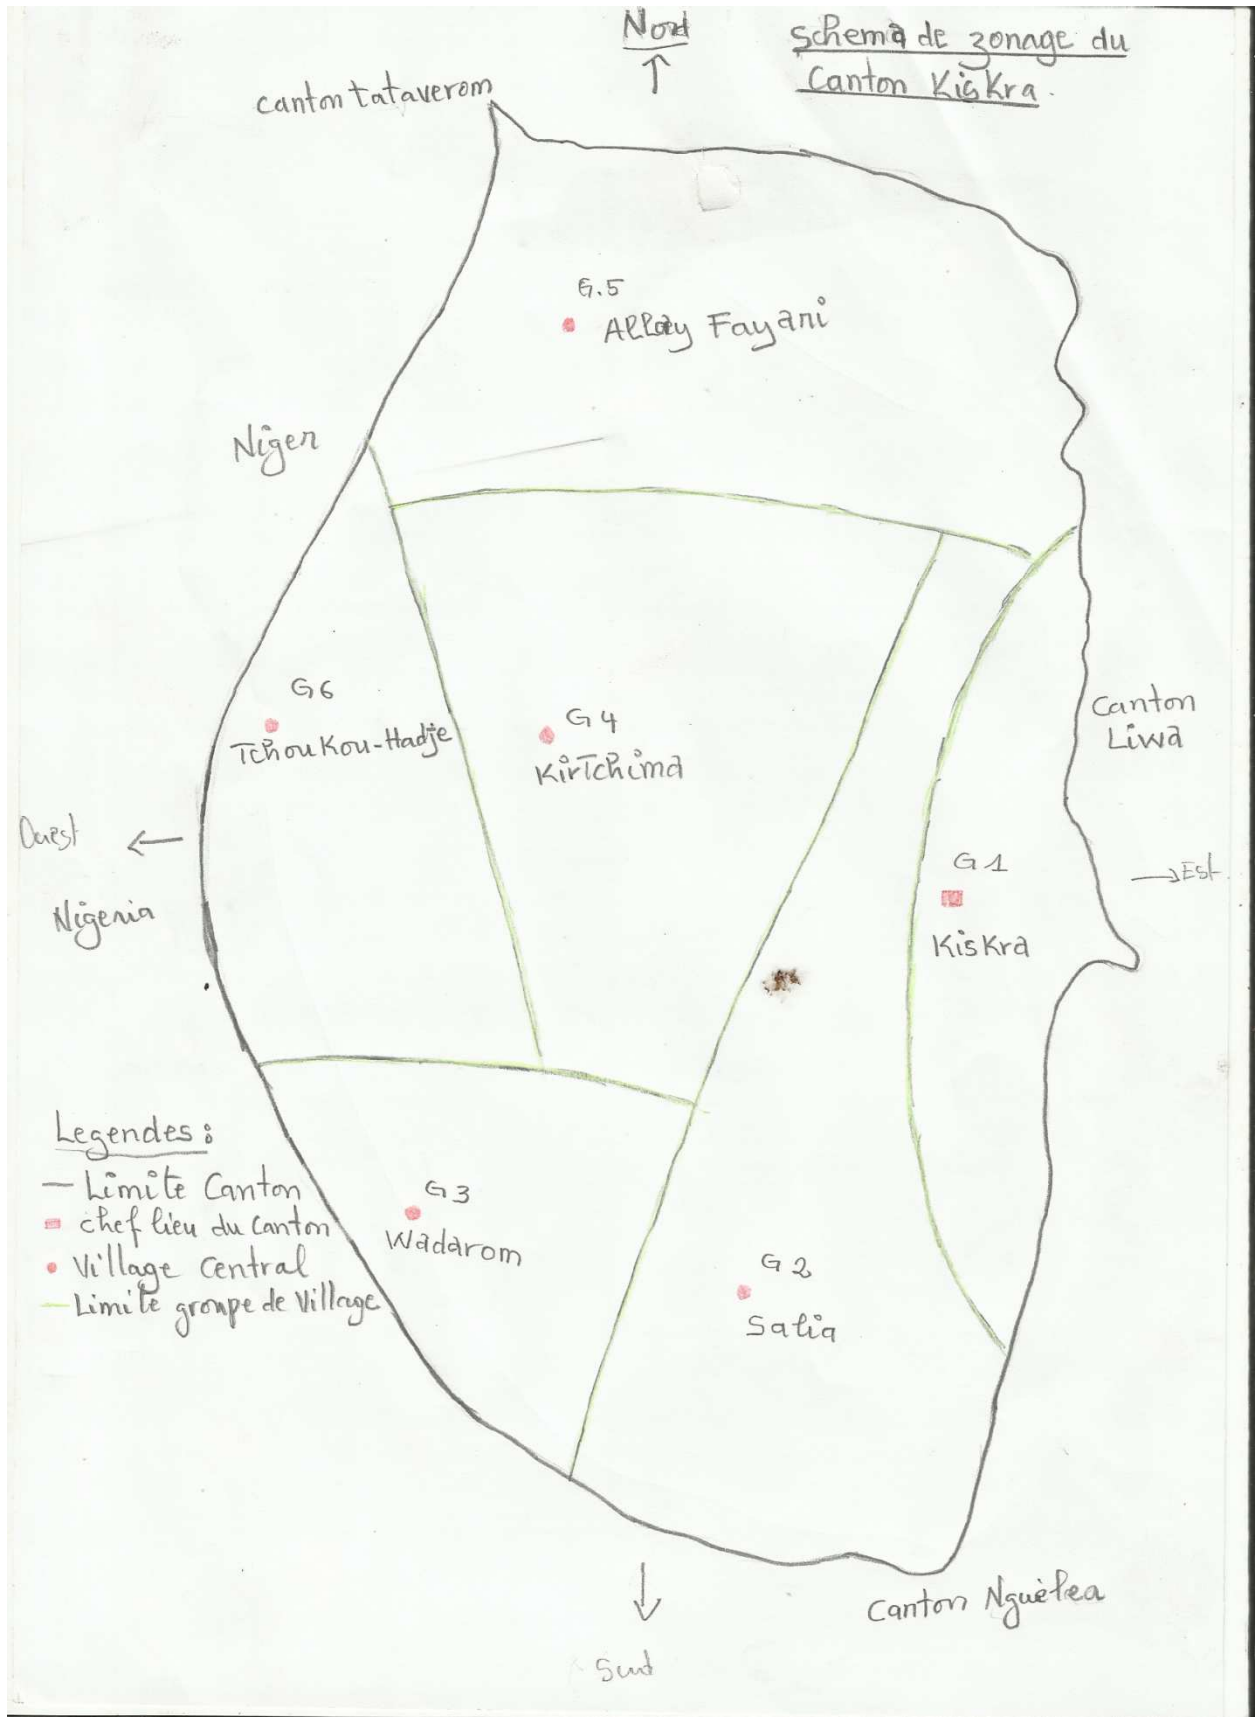 Nord
Schema de zonage du
Canton Kiskra.
Canton tataverom
G.5
Allay Fayani
Niger
G6
Tchoukou-Hadje
G4
Kirtchima
Canton
Liwa
Ouest
Est
G1
Nigeria
Kiskra
Legendes :
Limite Canton
chef lieu du Canton
Village Central
Limite groupe de Village
G3
Wadarom
G2
Salia
Canton Nguèlea
Sud